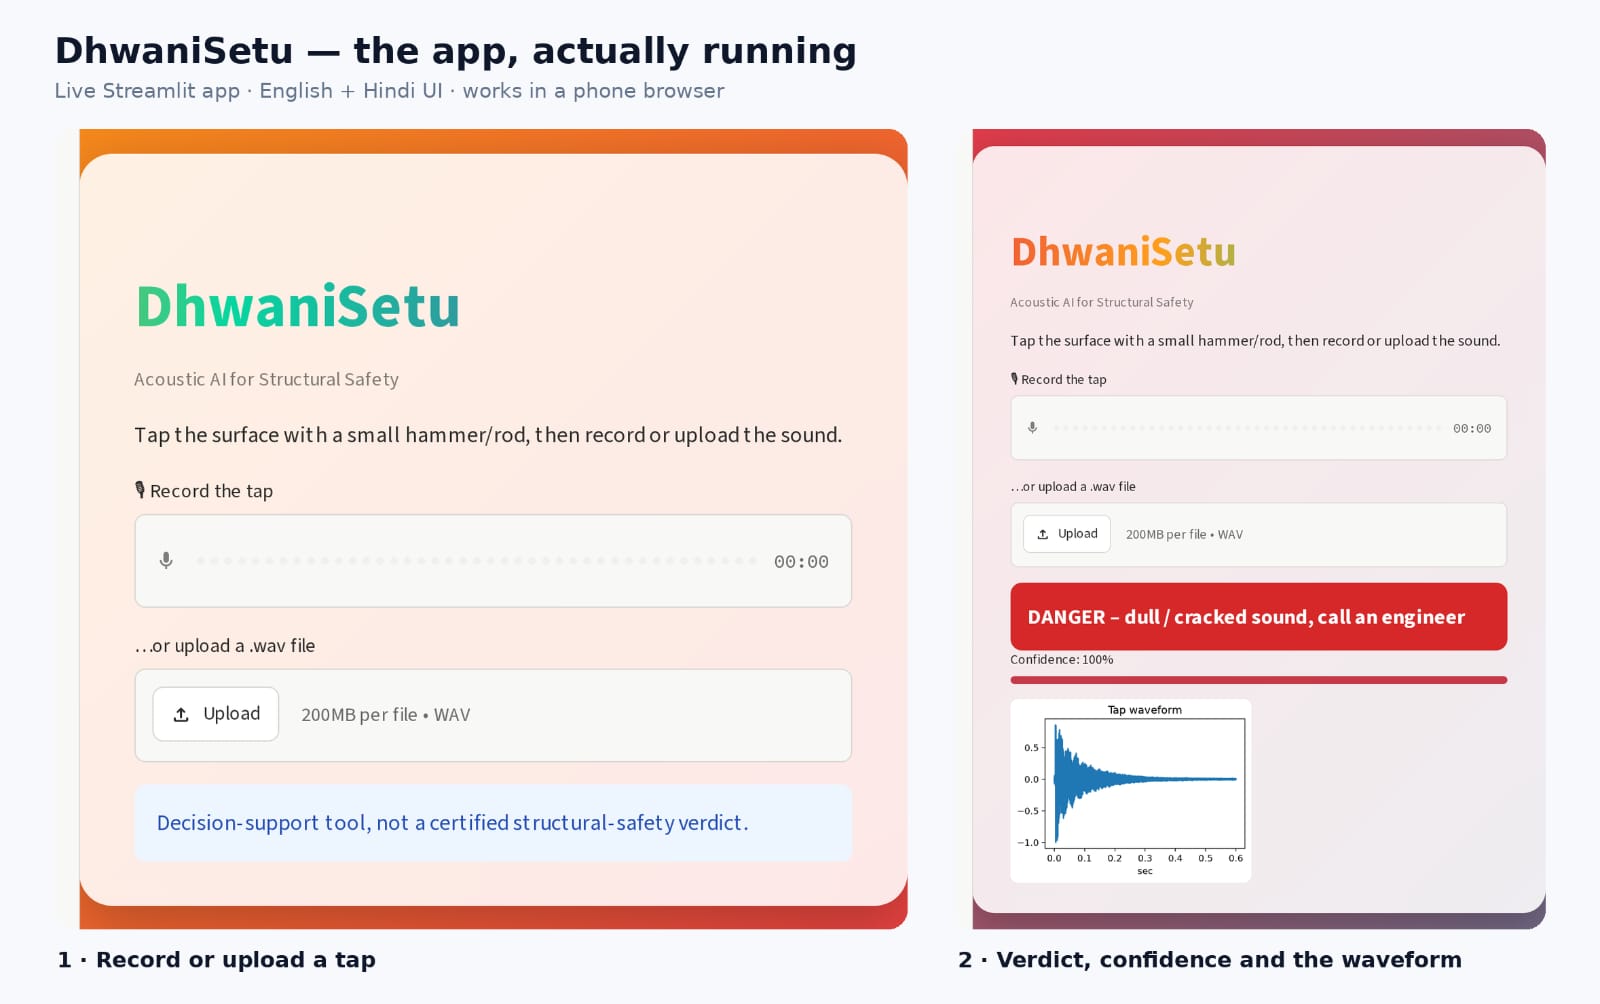 DhwaniSetu — the app, actually running
Live Streamlit app · English + Hindi UI · works in a phone browser
DhwaniSetu
Acoustic AI for Structural Safety
Tap the surface with a small hammer/rod, then record or upload the sound.
Record the tap
00:00
...or upload a .wav file
Upload 200MB per file • WAV
Decision-support tool, not a certified structural-safety verdict.
1 · Record or upload a tap
DhwaniSetu
Acoustic AI for Structural Safety
Tap the surface with a small hammer/rod, then record or upload the sound.
Record the tap
00:00
...or upload a .wav file
Upload 200MB per file • WAV
DANGER – dull / cracked sound, call an engineer
Confidence: 100%
Tap waveform
0.5
0.0
−0.5
−1.0
0.0 0.1 0.2 0.3 0.4 0.5 0.6
sec
2 · Verdict, confidence and the waveform